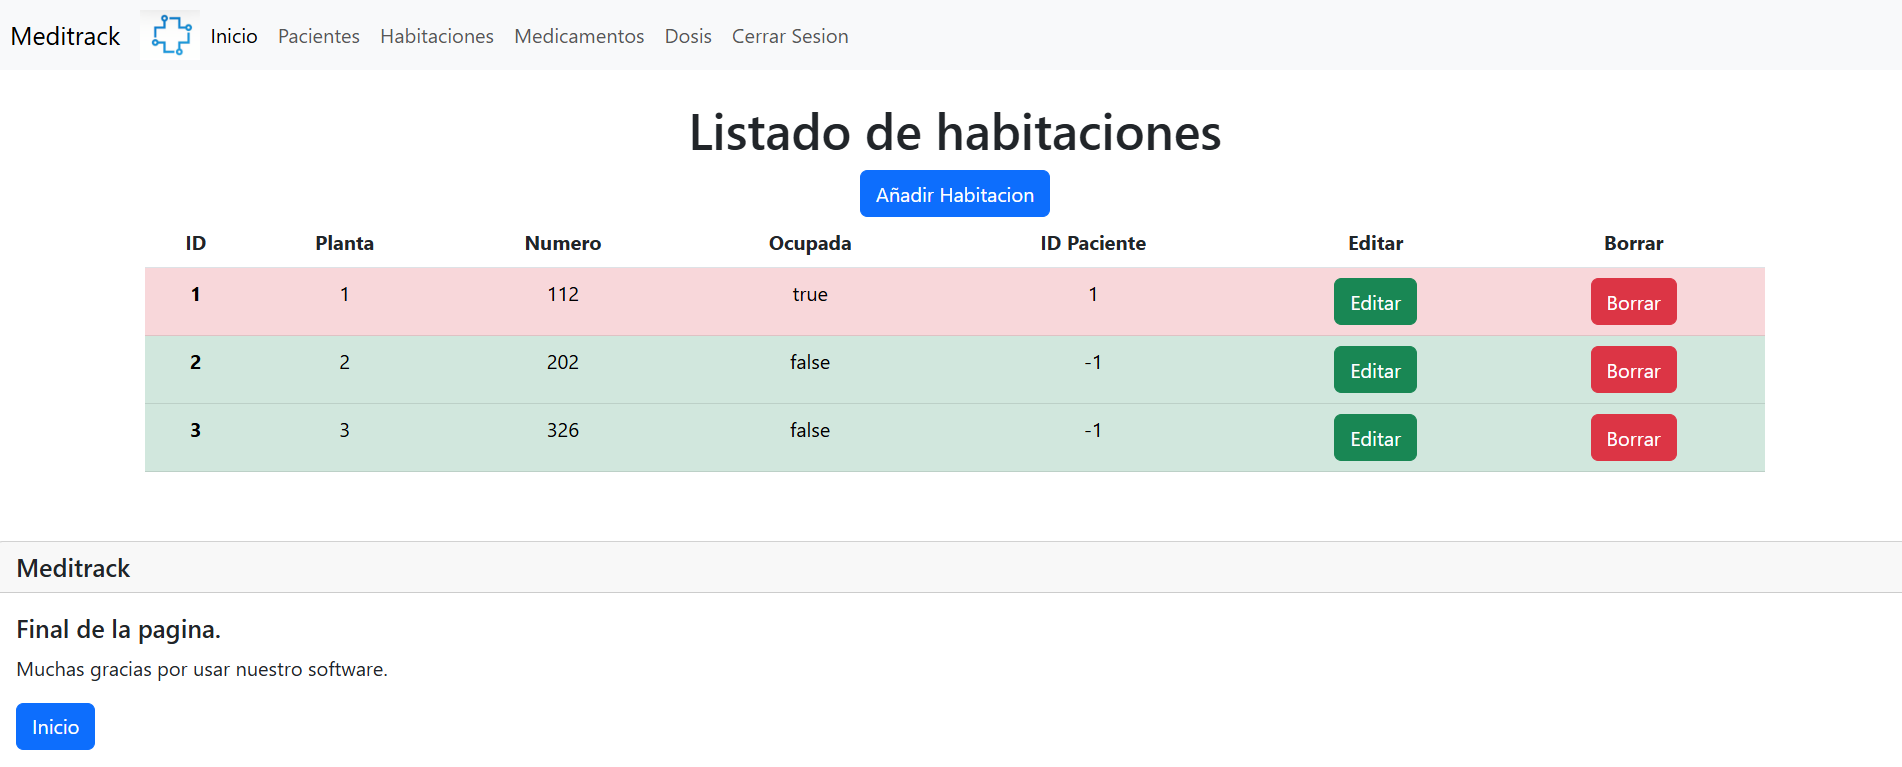 Meditrack Inicio Pacientes Habitaciones Medicamentos Dosis Cerrar Sesion
Listado de habitaciones
Añadir Habitacion
ID Planta Numero Ocupada ID Paciente Editar Borrar
1 1 112 true 1 Editar Borrar
2 2 202 false -1 Editar Borrar
3 3 326 false -1 Editar Borrar
Meditrack
Final de la pagina.
Muchas gracias por usar nuestro software.
Inicio